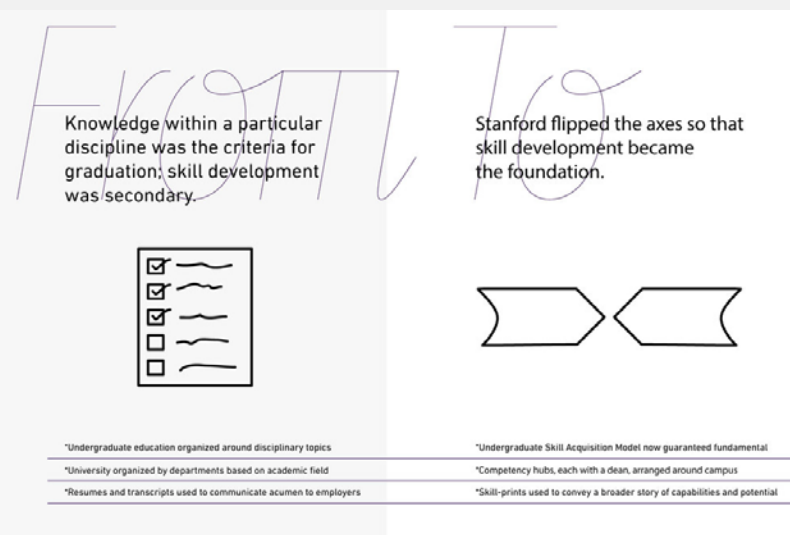 From
Knowledge within a particular
discipline was the criteria for
graduation; skill development
was secondary.
*Undergraduate education organized around disciplinary topics
*University organized by departments based on academic field
*Resumes and transcripts used to communicate acumen to employers
To
Stanford flipped the axes so that
skill development became
the foundation.
*Undergraduate Skill Acquisition Model now guaranteed fundamental
*Competency hubs, each with a dean, arranged around campus
*Skill-prints used to convey a broader story of capabilities and potential